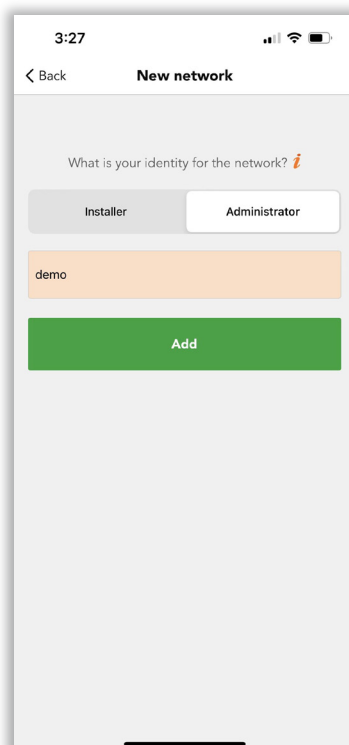 3:27
Back New network
What is your identity for the network? i
Installer Administrator
demo
Add